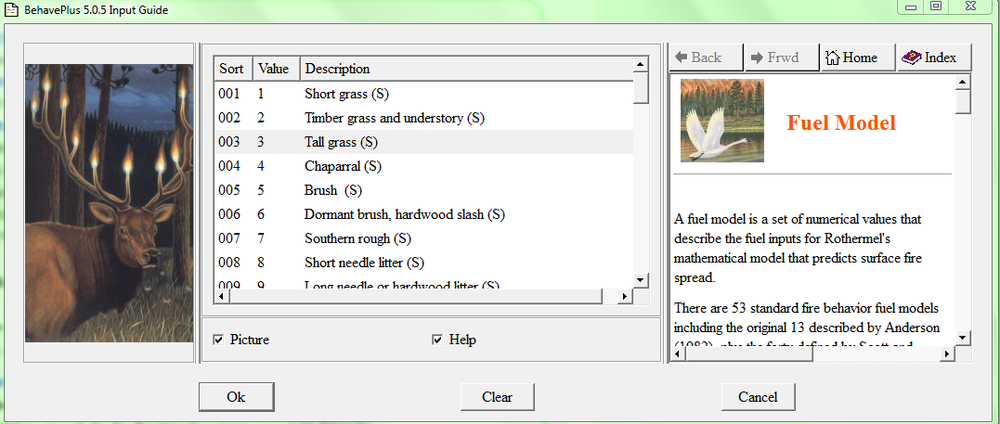 BehavePlus 5.0.5 Input Guide
Sort Value Description
001 1 Short grass (S)
002 2 Timber grass and understory (S)
003 3 Tall grass (S)
004 4 Chaparral (S)
005 5 Brush (S)
006 6 Dormant brush, hardwood slash (S)
007 7 Southern rough (S)
008 8 Short needle litter (S)
009 9 Long needle or hardwood litter (S)
Picture Help
Back Frwd Home Index
Fuel Model
A fuel model is a set of numerical values that
describe the fuel inputs for Rothermel's
mathematical model that predicts surface fire
spread.
There are 53 standard fire behavior fuel models
including the original 13 described by Anderson
(1982), plus the forty defined by Scott and
Ok Clear Cancel